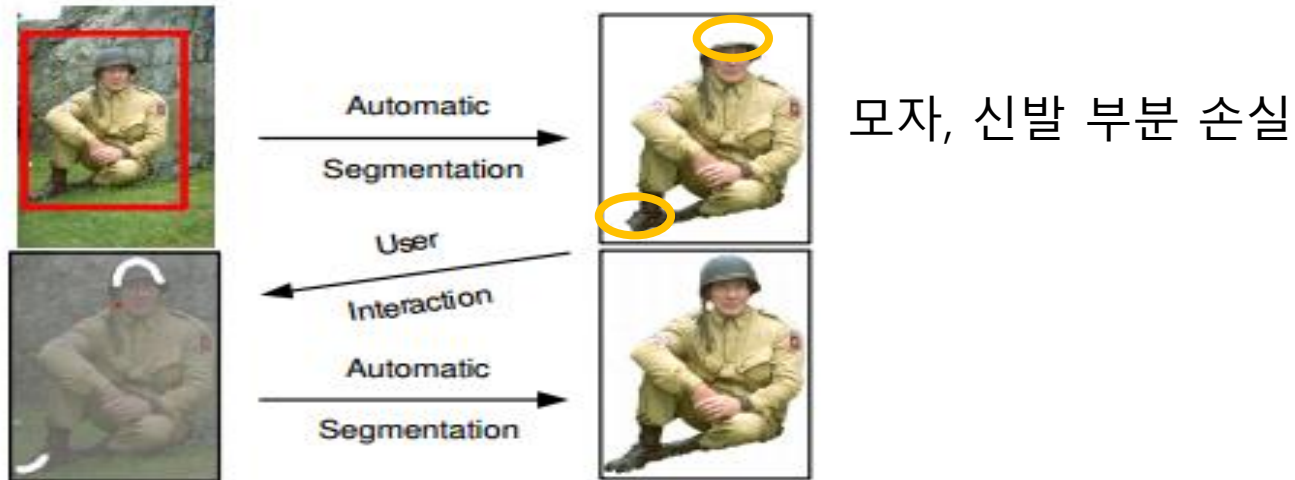 Automatic
Segmentation
모자, 신발 부분 손실
User
Interaction
Automatic
Segmentation